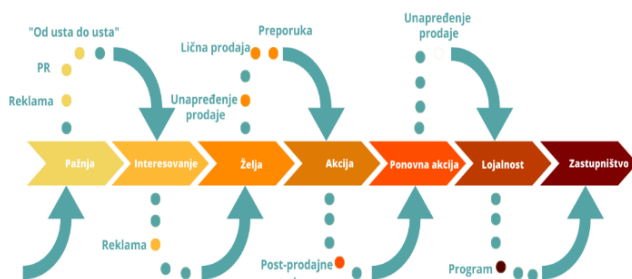 "Od usta do usta"
PR
Reklama
Lična prodaja
Preporuka
Unapređenje
prodaje
Unapređenje
prodaje
Pažnja
Interesovanje
Želja
Akcija
Ponovna akcija
Lojalnost
Zastupništvo
Reklama
Post-prodajne
Program